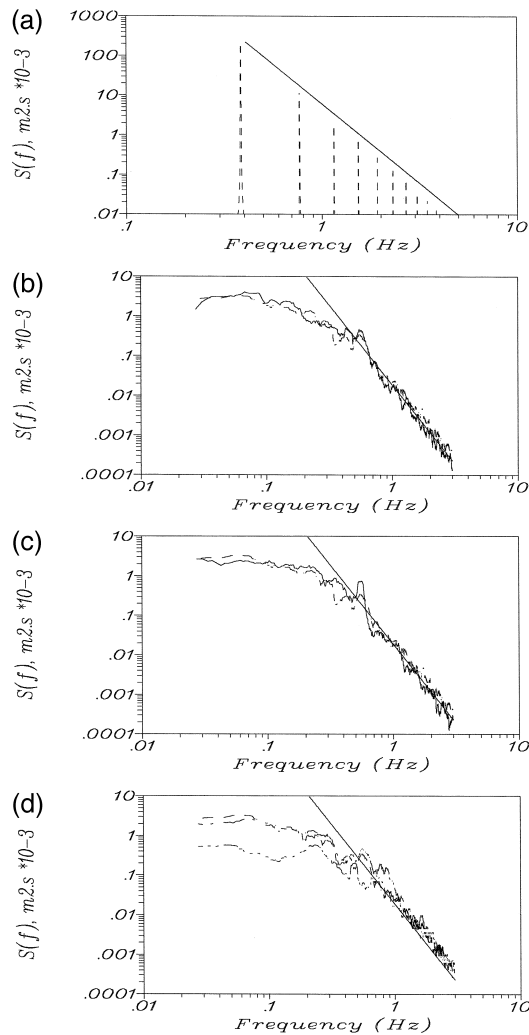 (a)
S(f), m2.s *10-3
1000
100
10
1
.1
.01
.1 1 10
Frequency (Hz)
(b)
S(f), m2.s *10-3
10
1
.1
.01
.001
.0001
.01 .1 1 10
Frequency (Hz)
(c)
S(f), m2.s *10-3
10
1
.1
.01
.001
.0001
.01 .1 1 10
Frequency (Hz)
(d)
S(f), m2.s *10-3
10
1
.1
.01
.001
.0001
.01 .1 1 10
Frequency (Hz)